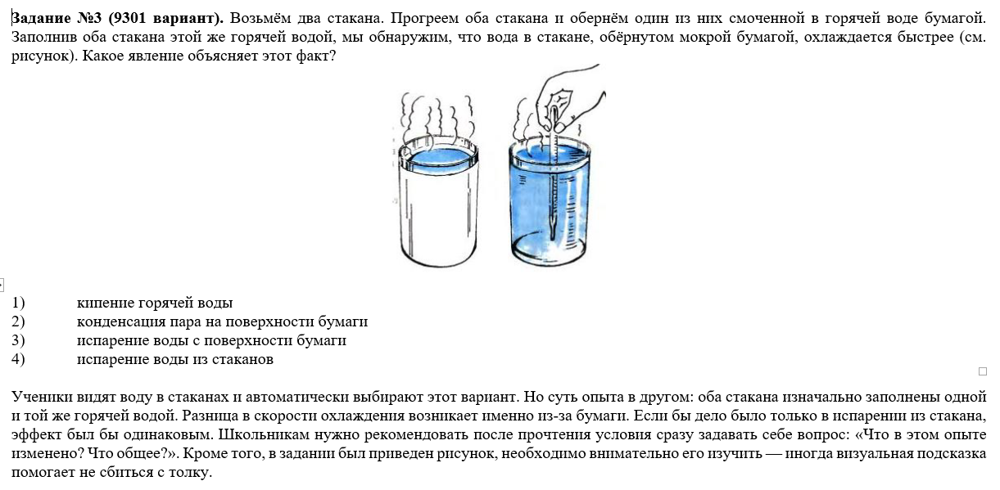 Задание №3 (9301 вариант). Возьмём два стакана. Прогреем оба стакана и обернём один из них смоченной в горячей воде бумагой.
Заполнив оба стакана этой же горячей водой, мы обнаружим, что вода в стакане, обёрнутом мокрой бумагой, охлаждается быстрее (см.
рисунок). Какое явление объясняет этот факт?
1) кипение горячей воды
2) конденсация пара на поверхности бумаги
3) испарение воды с поверхности бумаги
4) испарение воды из стаканов
Ученики видят воду в стаканах и автоматически выбирают этот вариант. Но суть опыта в другом: оба стакана изначально заполнены одной
и той же горячей водой. Разница в скорости охлаждения возникает именно из-за бумаги. Если бы дело было только в испарении из стакана,
эффект был бы одинаковым. Школьникам нужно рекомендовать после прочтения условия сразу задавать себе вопрос: «Что в этом опыте
изменено? Что общее?». Кроме того, в задании был приведен рисунок, необходимо внимательно его изучить — иногда визуальная подсказка
помогает не сбиться с толку.